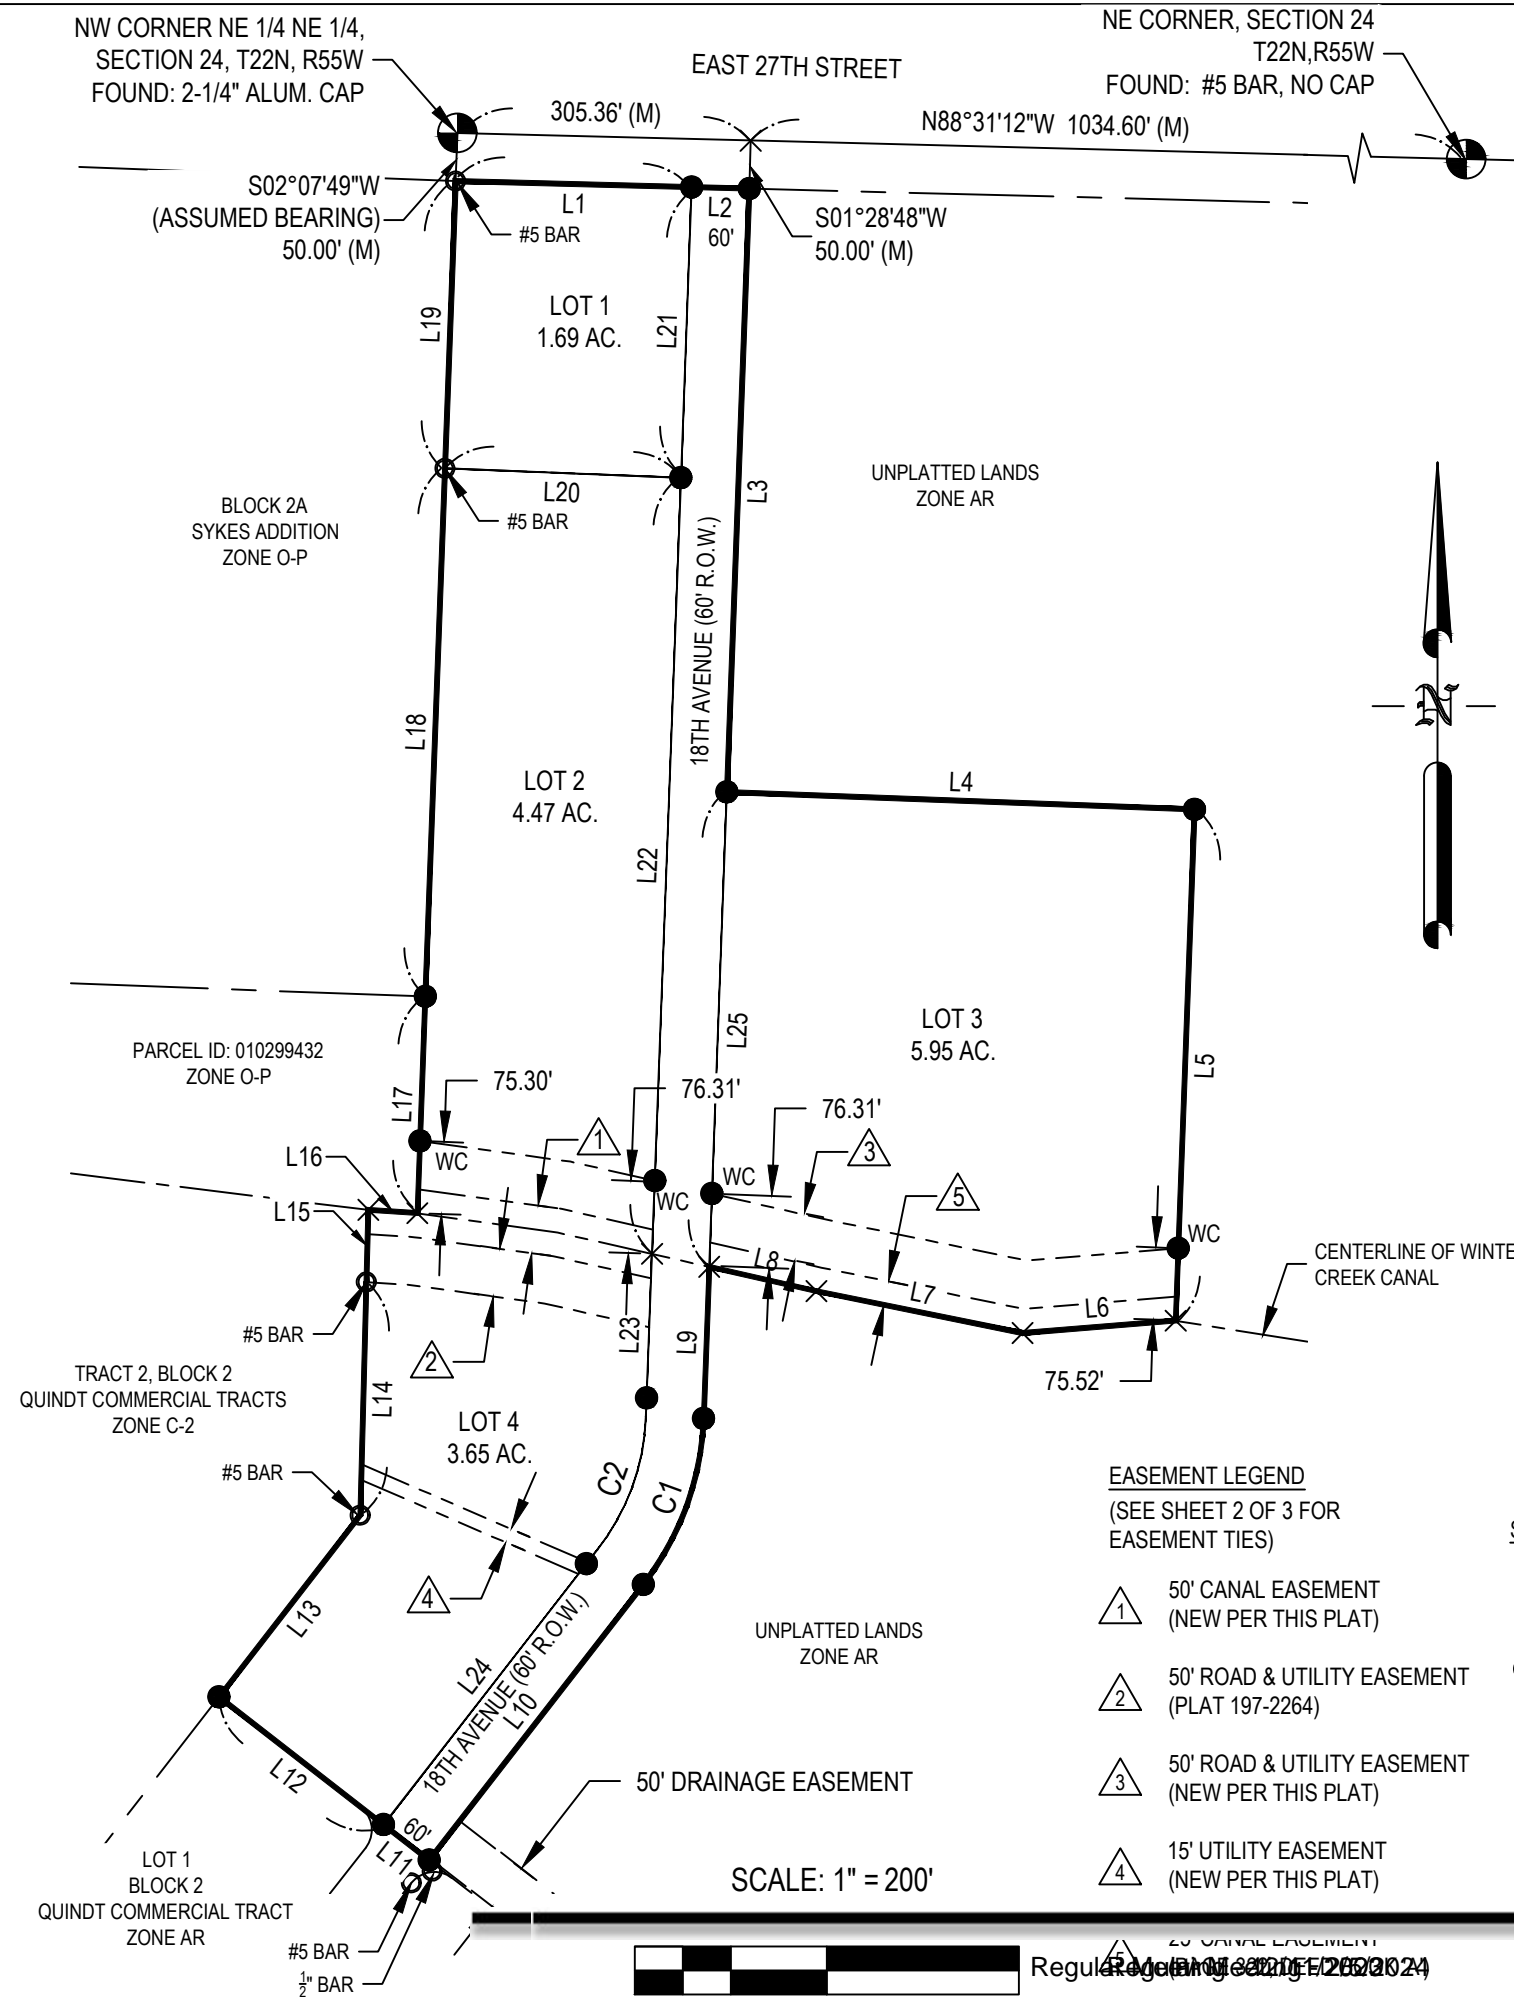 NW CORNER NE 1/4 NE 1/4,
SECTION 24, T22N, R55W
FOUND: 2-1/4" ALUM. CAP
EAST 27TH STREET
NE CORNER, SECTION 24
T22N,R55W
FOUND: #5 BAR, NO CAP
305.36' (M)
N88°31'12"W 1034.60' (M)
S02°07'49"W
(ASSUMED BEARING)
50.00' (M)
L1
#5 BAR
L2
60'
S01°28'48"W
50.00' (M)
LOT 1
1.69 AC.
L19
L21
L20
#5 BAR
L3
UNPLATTED LANDS
ZONE AR
BLOCK 2A
SYKES ADDITION
ZONE O-P
18TH AVENUE (60' R.O.W.)
L18
N
LOT 2
4.47 AC.
L4
L22
LOT 3
5.95 AC.
L25
L5
PARCEL ID: 010299432
ZONE O-P
L17
75.30'
76.31'
76.31'
1
3
5
WC
WC
WC
WC
L16
L15
L8
L7
L6
CENTERLINE OF WINTE
CREEK CANAL
#5 BAR
2
L23
L9
75.52'
TRACT 2, BLOCK 2
QUINDT COMMERCIAL TRACTS
ZONE C-2
L14
LOT 4
3.65 AC.
#5 BAR
C2
C1
4
L13
L24
18TH AVENUE (60' R.O.W.)
L10
UNPLATTED LANDS
ZONE AR
L12
60'
L11
50' DRAINAGE EASEMENT
LOT 1
BLOCK 2
QUINDT COMMERCIAL TRACT
ZONE AR
#5 BAR
1/2" BAR
SCALE: 1" = 200'
EASEMENT LEGEND
(SEE SHEET 2 OF 3 FOR
EASEMENT TIES)
1 50' CANAL EASEMENT
(NEW PER THIS PLAT)
2 50' ROAD & UTILITY EASEMENT
(PLAT 197-2264)
3 50' ROAD & UTILITY EASEMENT
(NEW PER THIS PLAT)
4 15' UTILITY EASEMENT
(NEW PER THIS PLAT)
5 25' CANAL EASEMENT